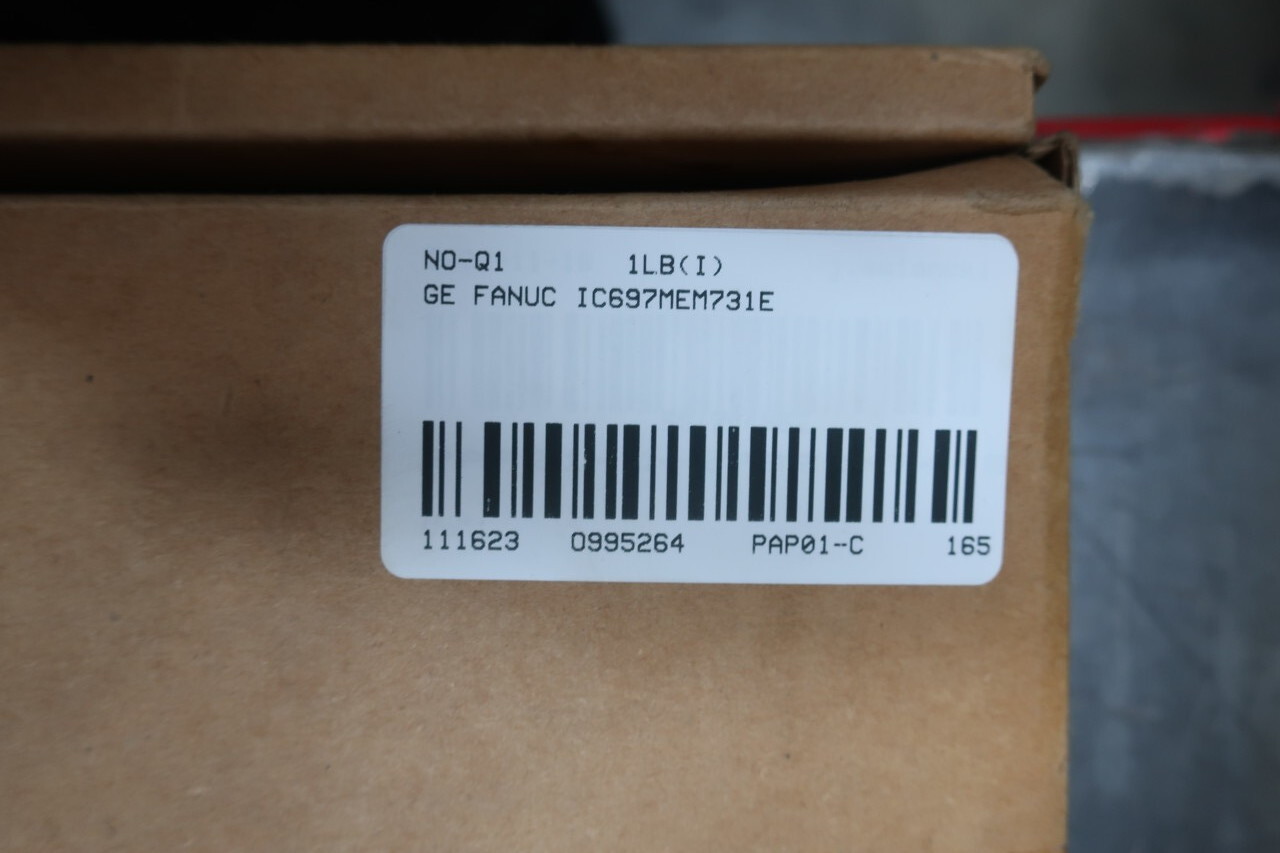 NO-Q1 1LB(I)
GE FANUC IC697MEM731E
111623 0995264 PAP01-C 165